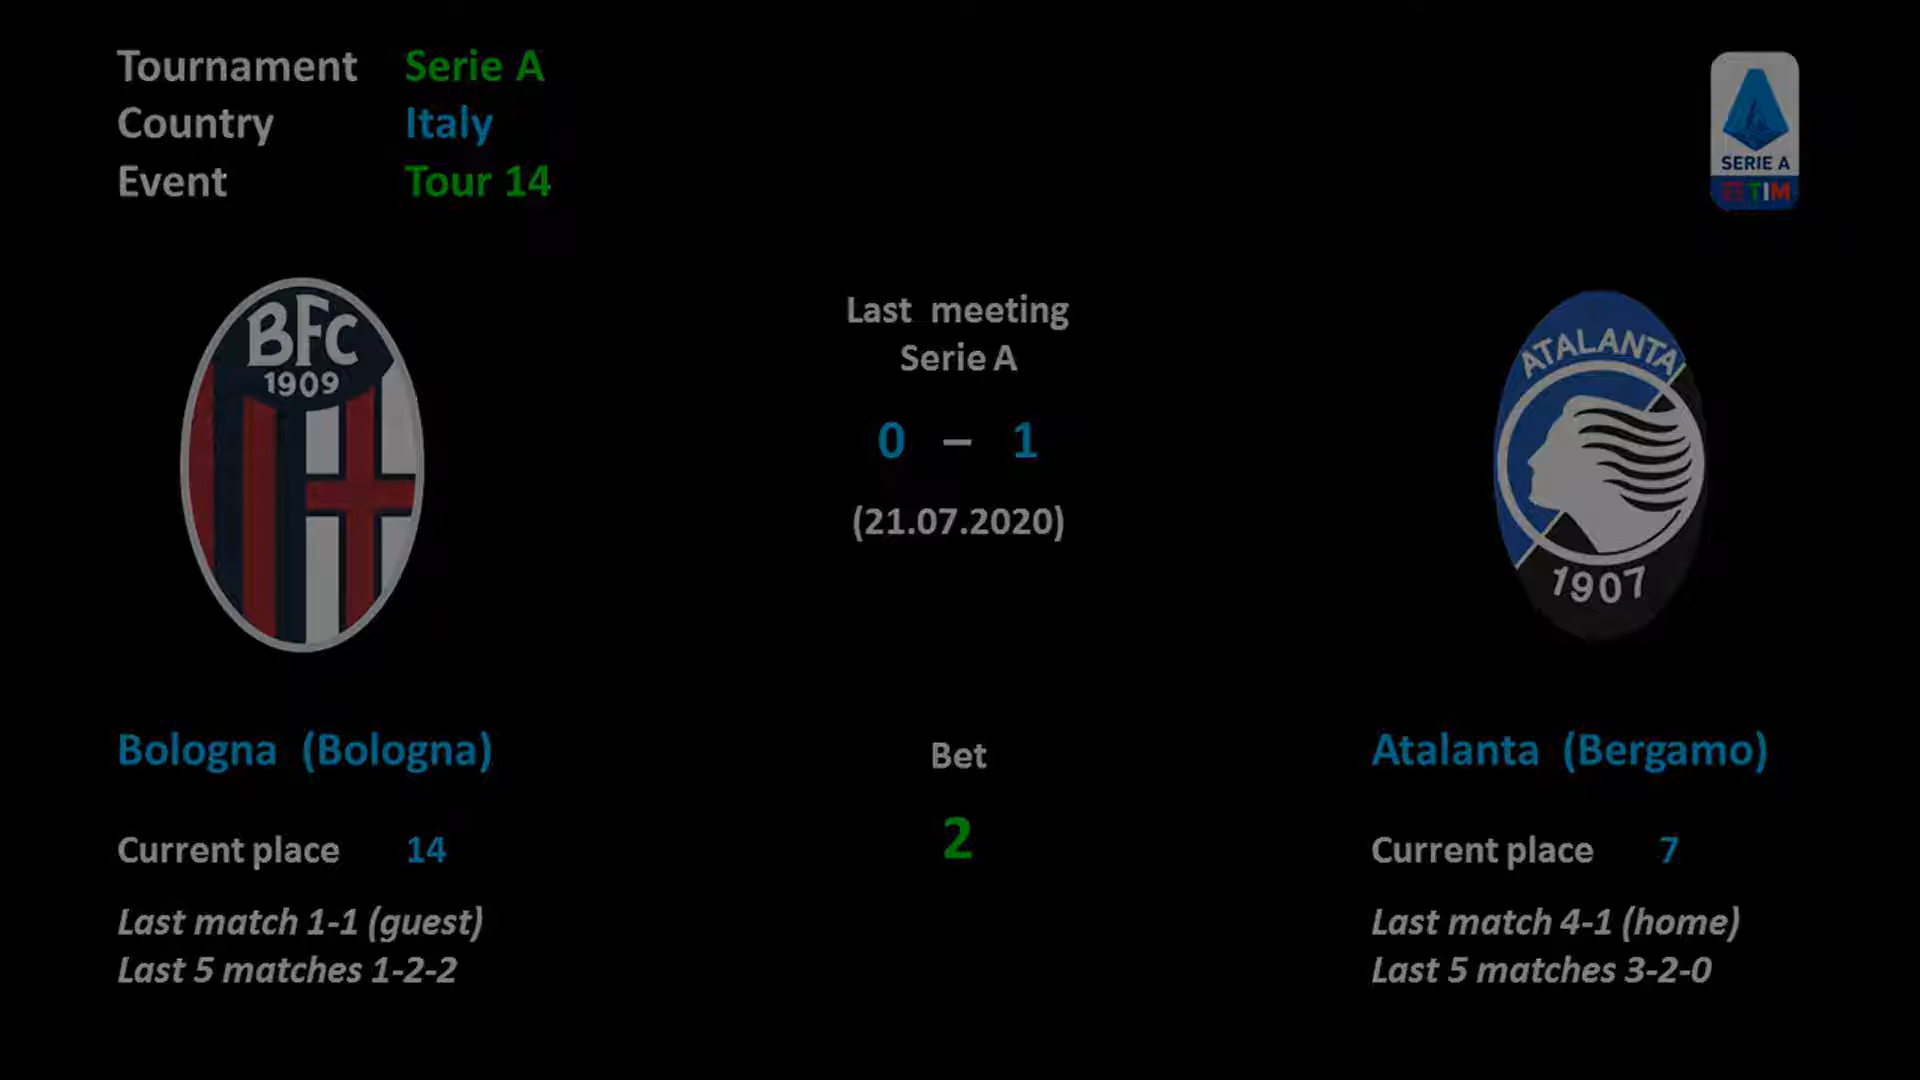 Tournament Serie A
Country Italy
Event Tour 14
SERIE A
TIM
BFC
1909
Last meeting
Serie A
0 – 1
(21.07.2020)
ATALANTA
1907
Bologna (Bologna)
Bet
Atalanta (Bergamo)
Current place 14
2
Current place 7
Last match 1-1 (guest)
Last match 4-1 (home)
Last 5 matches 1-2-2
Last 5 matches 3-2-0